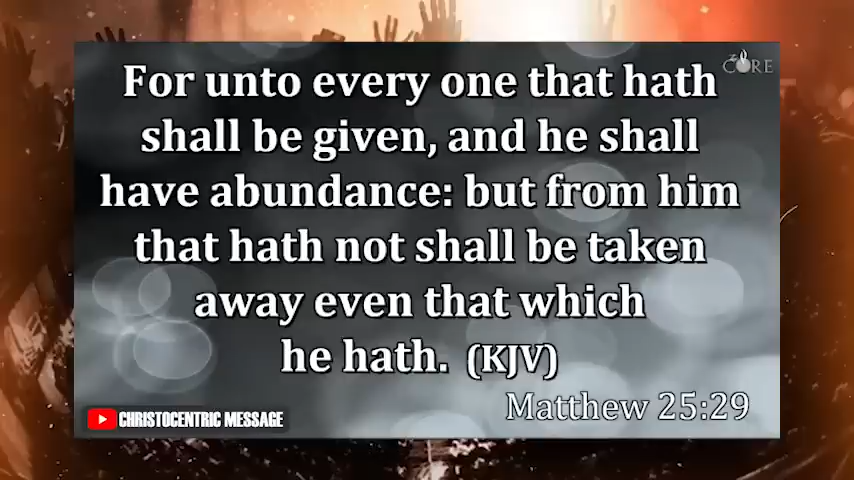 CORE
For unto every one that hath
shall be given, and he shall
have abundance: but from him
that hath not shall be taken
away even that which
he hath. (KJV)
Matthew 25:29
CHRISTOCENTRIC MESSAGE